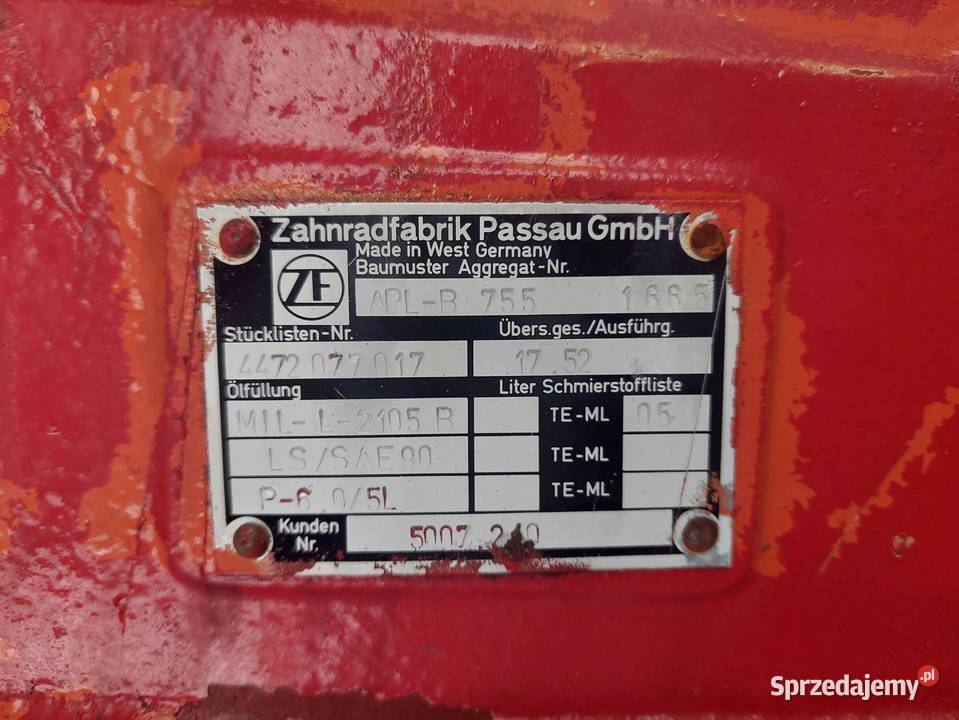 Zahnradfabrik Passau GmbH
Made in West Germany
Baumuster Aggregat-Nr.
ZF
APL-B 755 1665
Stücklisten-Nr. Übers.ges./Ausführg.
4472 077 017 17.52
Ölfüllung Liter Schmierstoffliste
MIL-L-2105 B TE-ML 05
LS/SAE90 TE-ML
P-6,0/5L TE-ML
Kunden
Nr.
5007
Sprzedajemy.pl